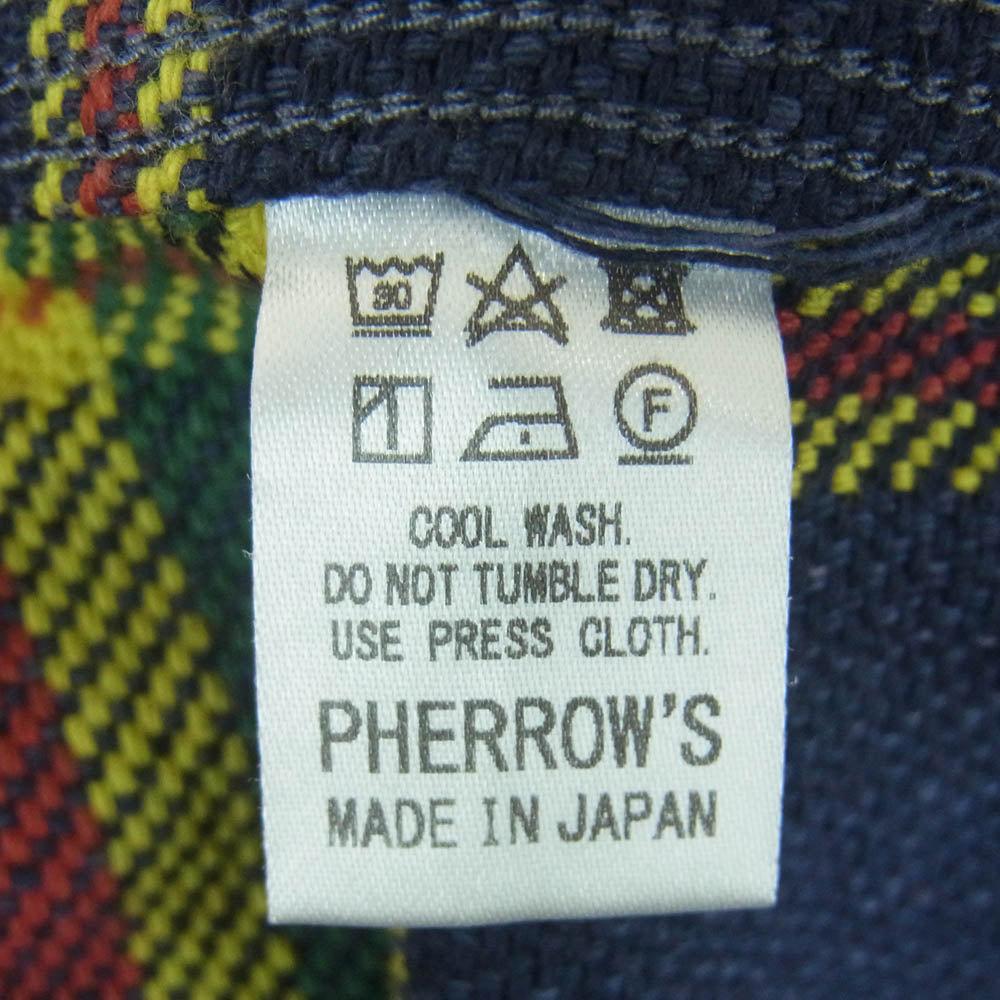 30
F
COOL WASH.
DO NOT TUMBLE DRY.
USE PRESS CLOTH.
PHERROW'S
MADE IN JAPAN